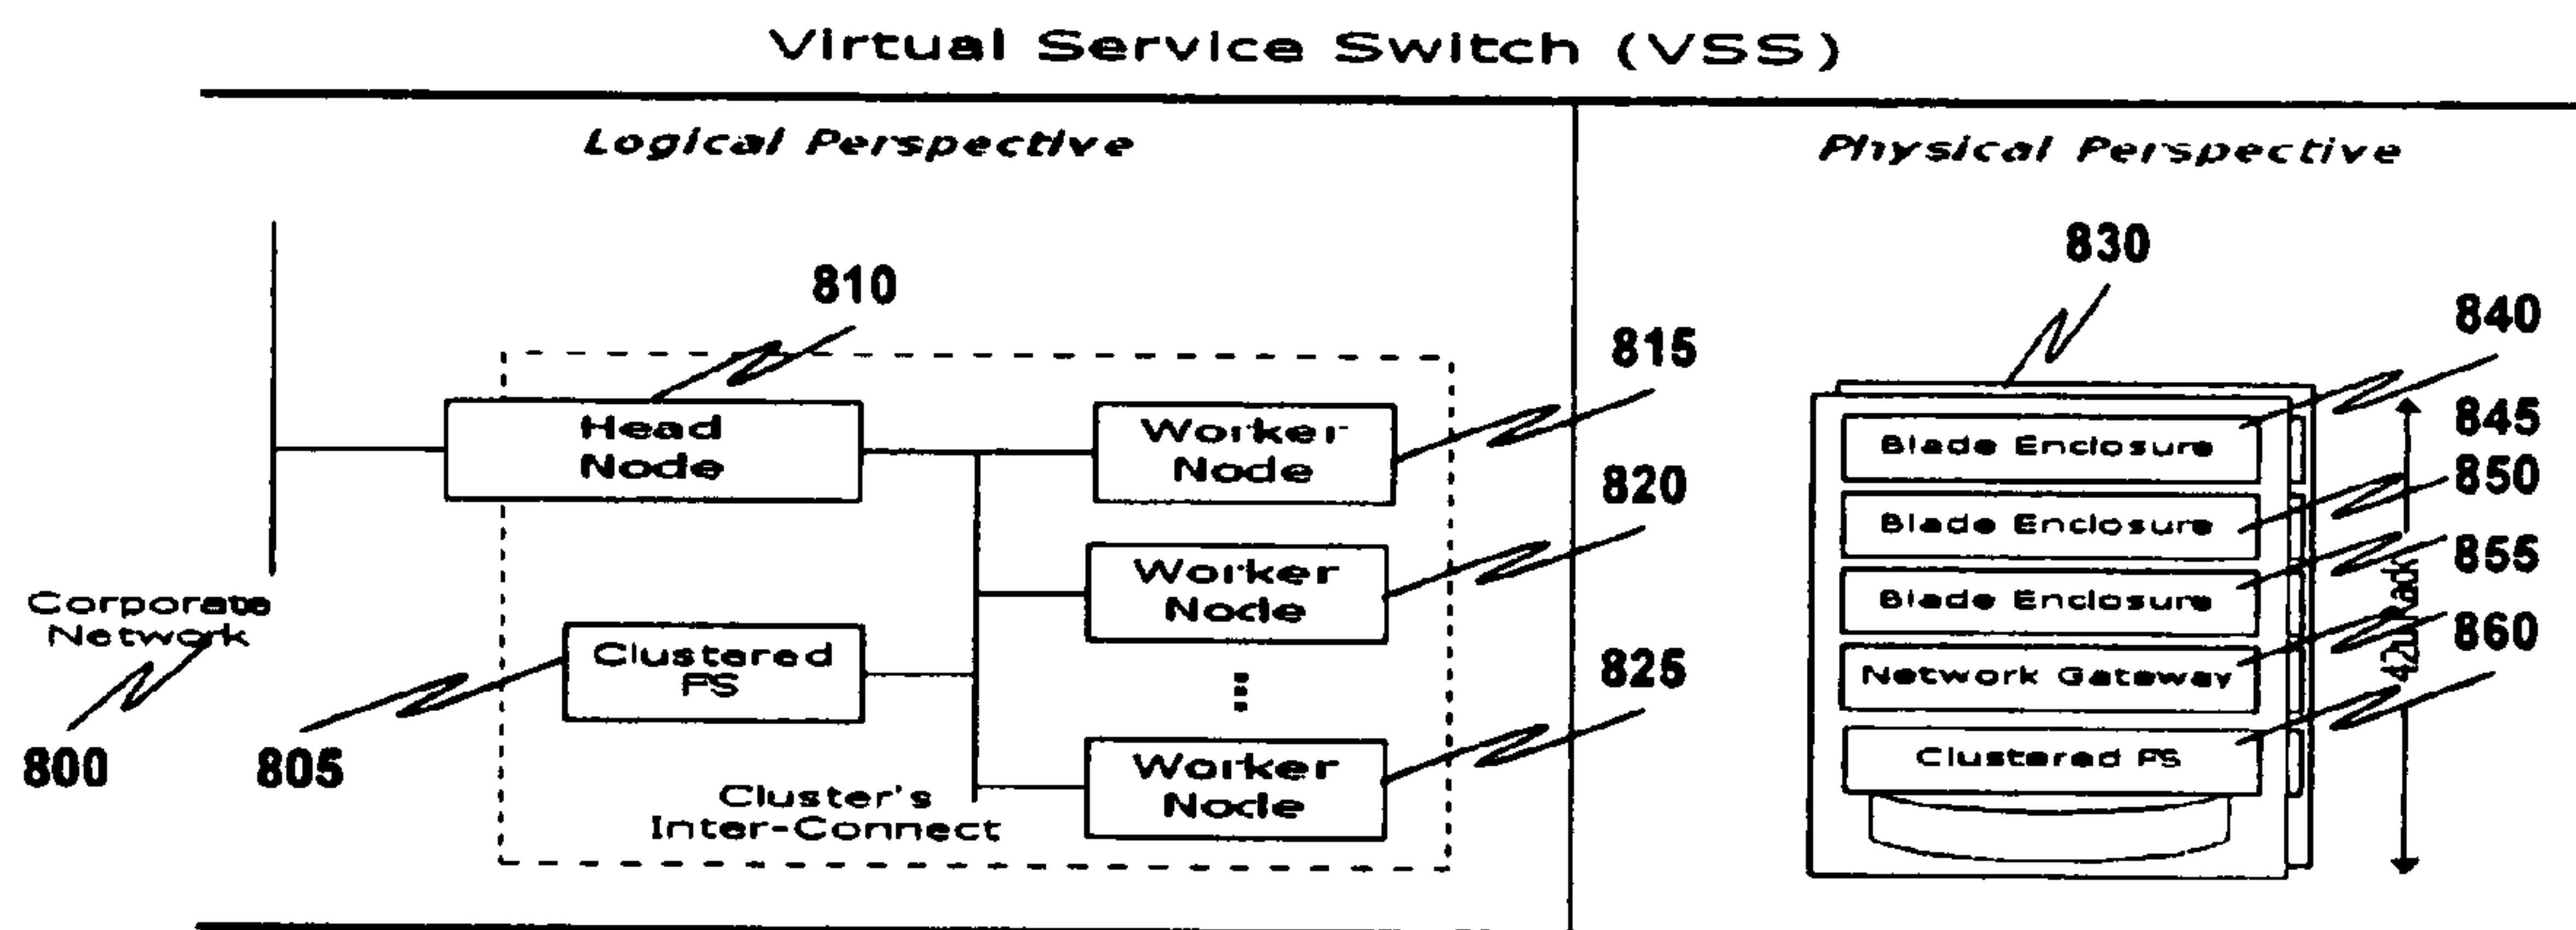 Virtual Service Switch (VSS)
Logical Perspective
Physical Perspective
830
810
840
815
845
Head
Node
Worker
Node
Blade Enclosure
820
850
Blade Enclosure
Worker
Node
855
Corporate
Network
Blade Enclosure
42u Rack
860
Clustered
FS
825
Network Gateway
800
805
Worker
Node
Clustered FS
Cluster's
Inter-Connect